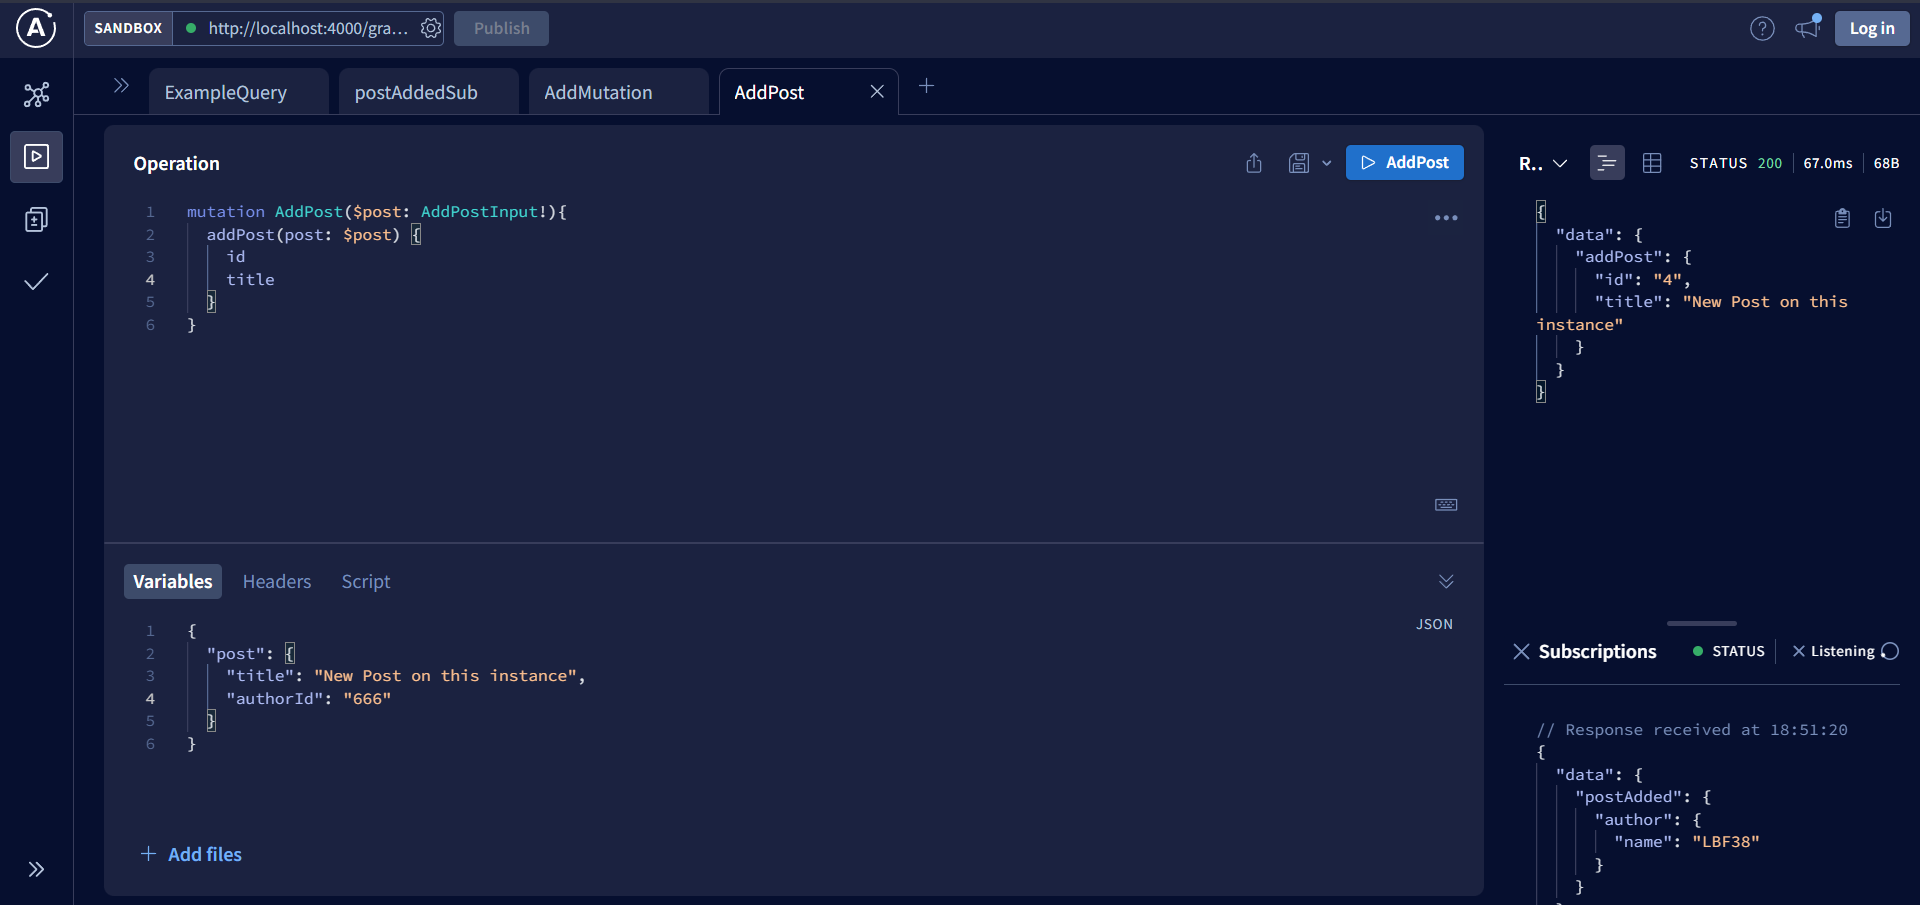 SANDBOX http://localhost:4000/gra... Publish Log in
ExampleQuery postAddedSub AddMutation AddPost
Operation
AddPost
1 mutation AddPost($post: AddPostInput!){
2 addPost(post: $post) {
3 id
4 title
5 }
6 }
Variables Headers Script
JSON
1 {
2 "post": {
3 "title": "New Post on this instance",
4 "authorId": "666"
5 }
6 }
+ Add files
R.. STATUS 200 67.0ms 68B
{
"data": {
"addPost": {
"id": "4",
"title": "New Post on this
instance"
}
}
}
Subscriptions STATUS Listening
// Response received at 18:51:20
{
"data": {
"postAdded": {
"author": {
"name": "LBF38"
}
}